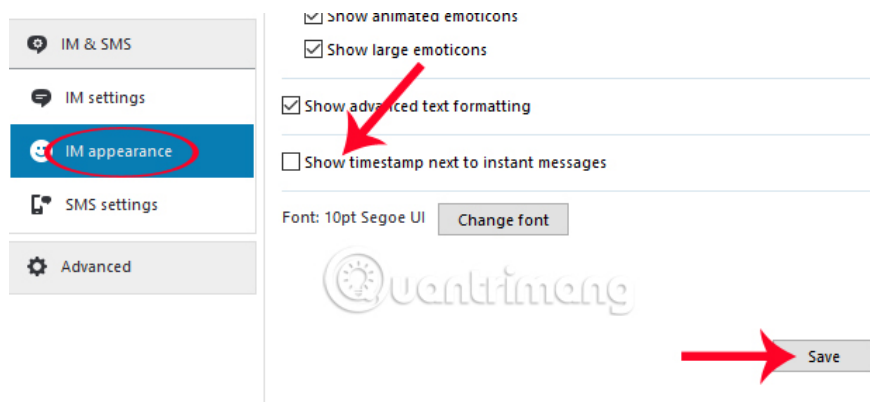 IM & SMS
IM settings
IM appearance
SMS settings
Advanced
Show animated emoticons
Show large emoticons
Show advanced text formatting
Show timestamp next to instant messages
Font: 10pt Segoe UI
Change font
Quantrimang
Save